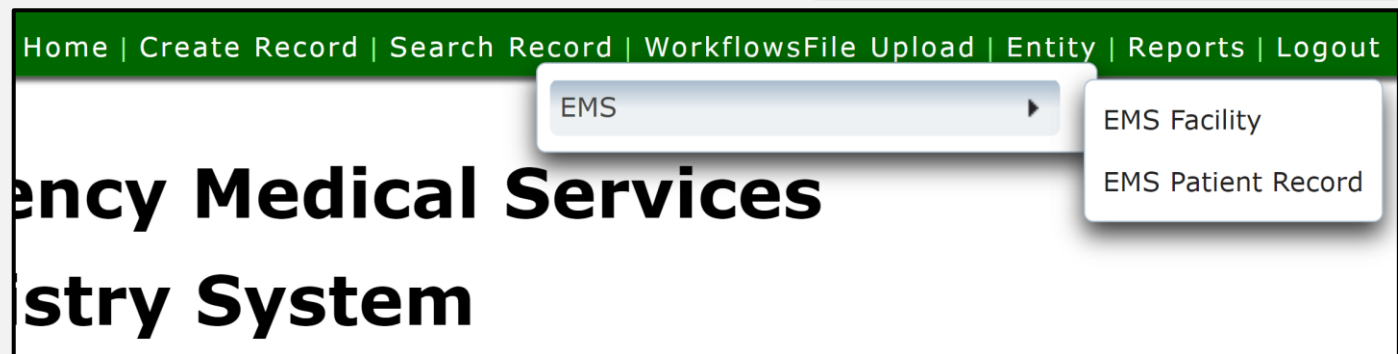 Home | Create Record | Search Record | WorkflowsFile Upload | Entity | Reports | Logout
EMS
EMS Facility
EMS Patient Record
ency Medical Services
istry System